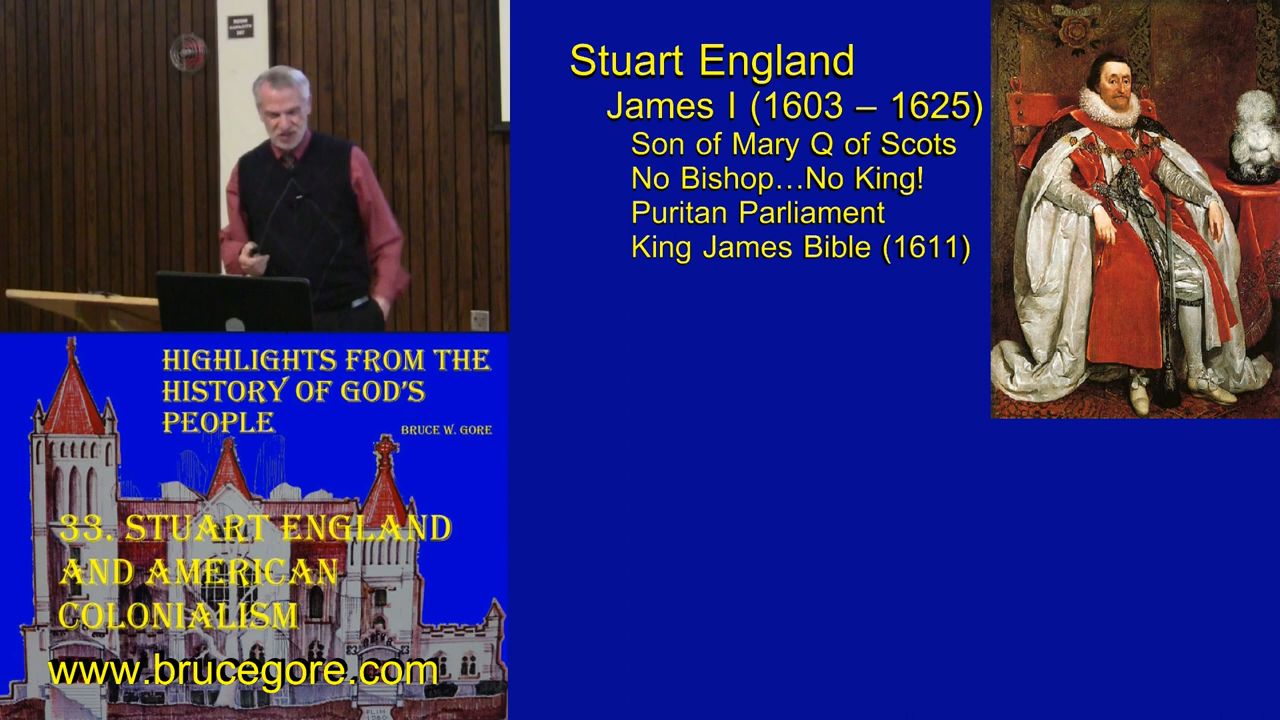 ROOM
CAPACITY
Stuart England
James I (1603 – 1625)
Son of Mary Q of Scots
No Bishop…No King!
Puritan Parliament
King James Bible (1611)
HIGHLIGHTS FROM THE
HISTORY OF GOD'S
PEOPLE
BRUCE W. GORE
33. STUART ENGLAND
AND AMERICAN
COLONIALISM
www.brucegore.com